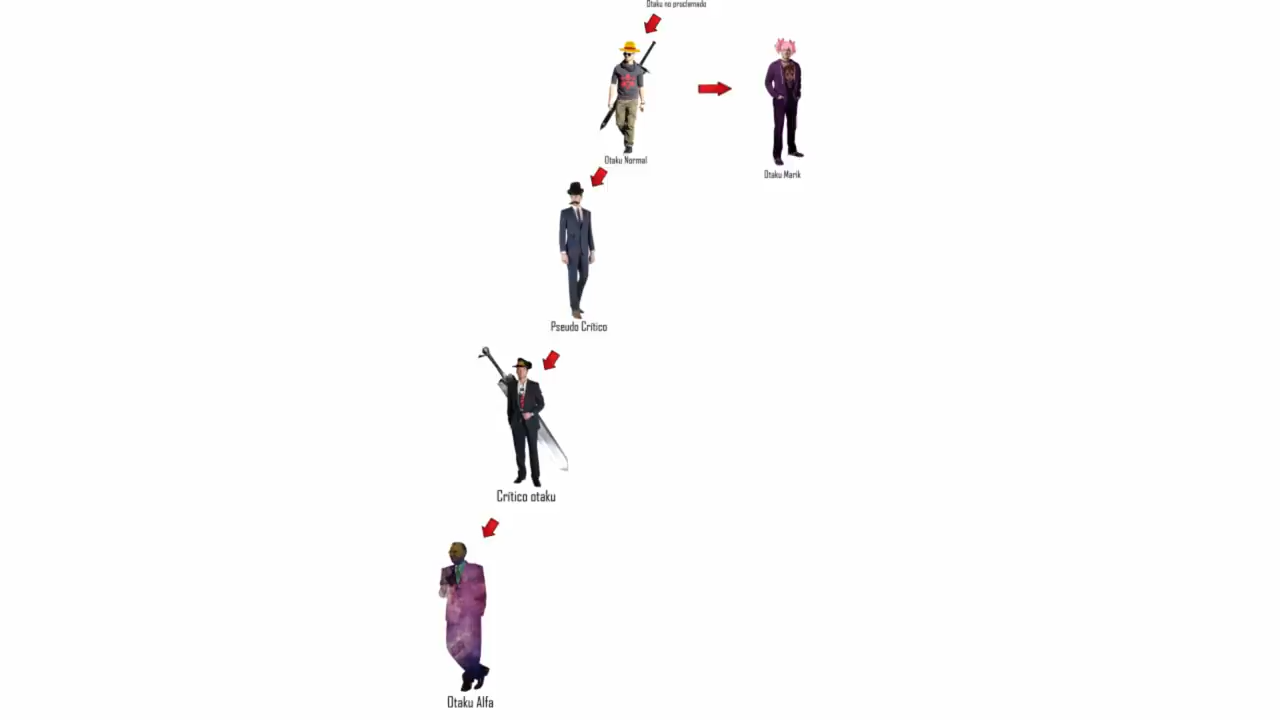 Otaku no proclamado
Otaku Normal
Otaku Marik
Pseudo Crítico
Crítico otaku
Otaku Alfa